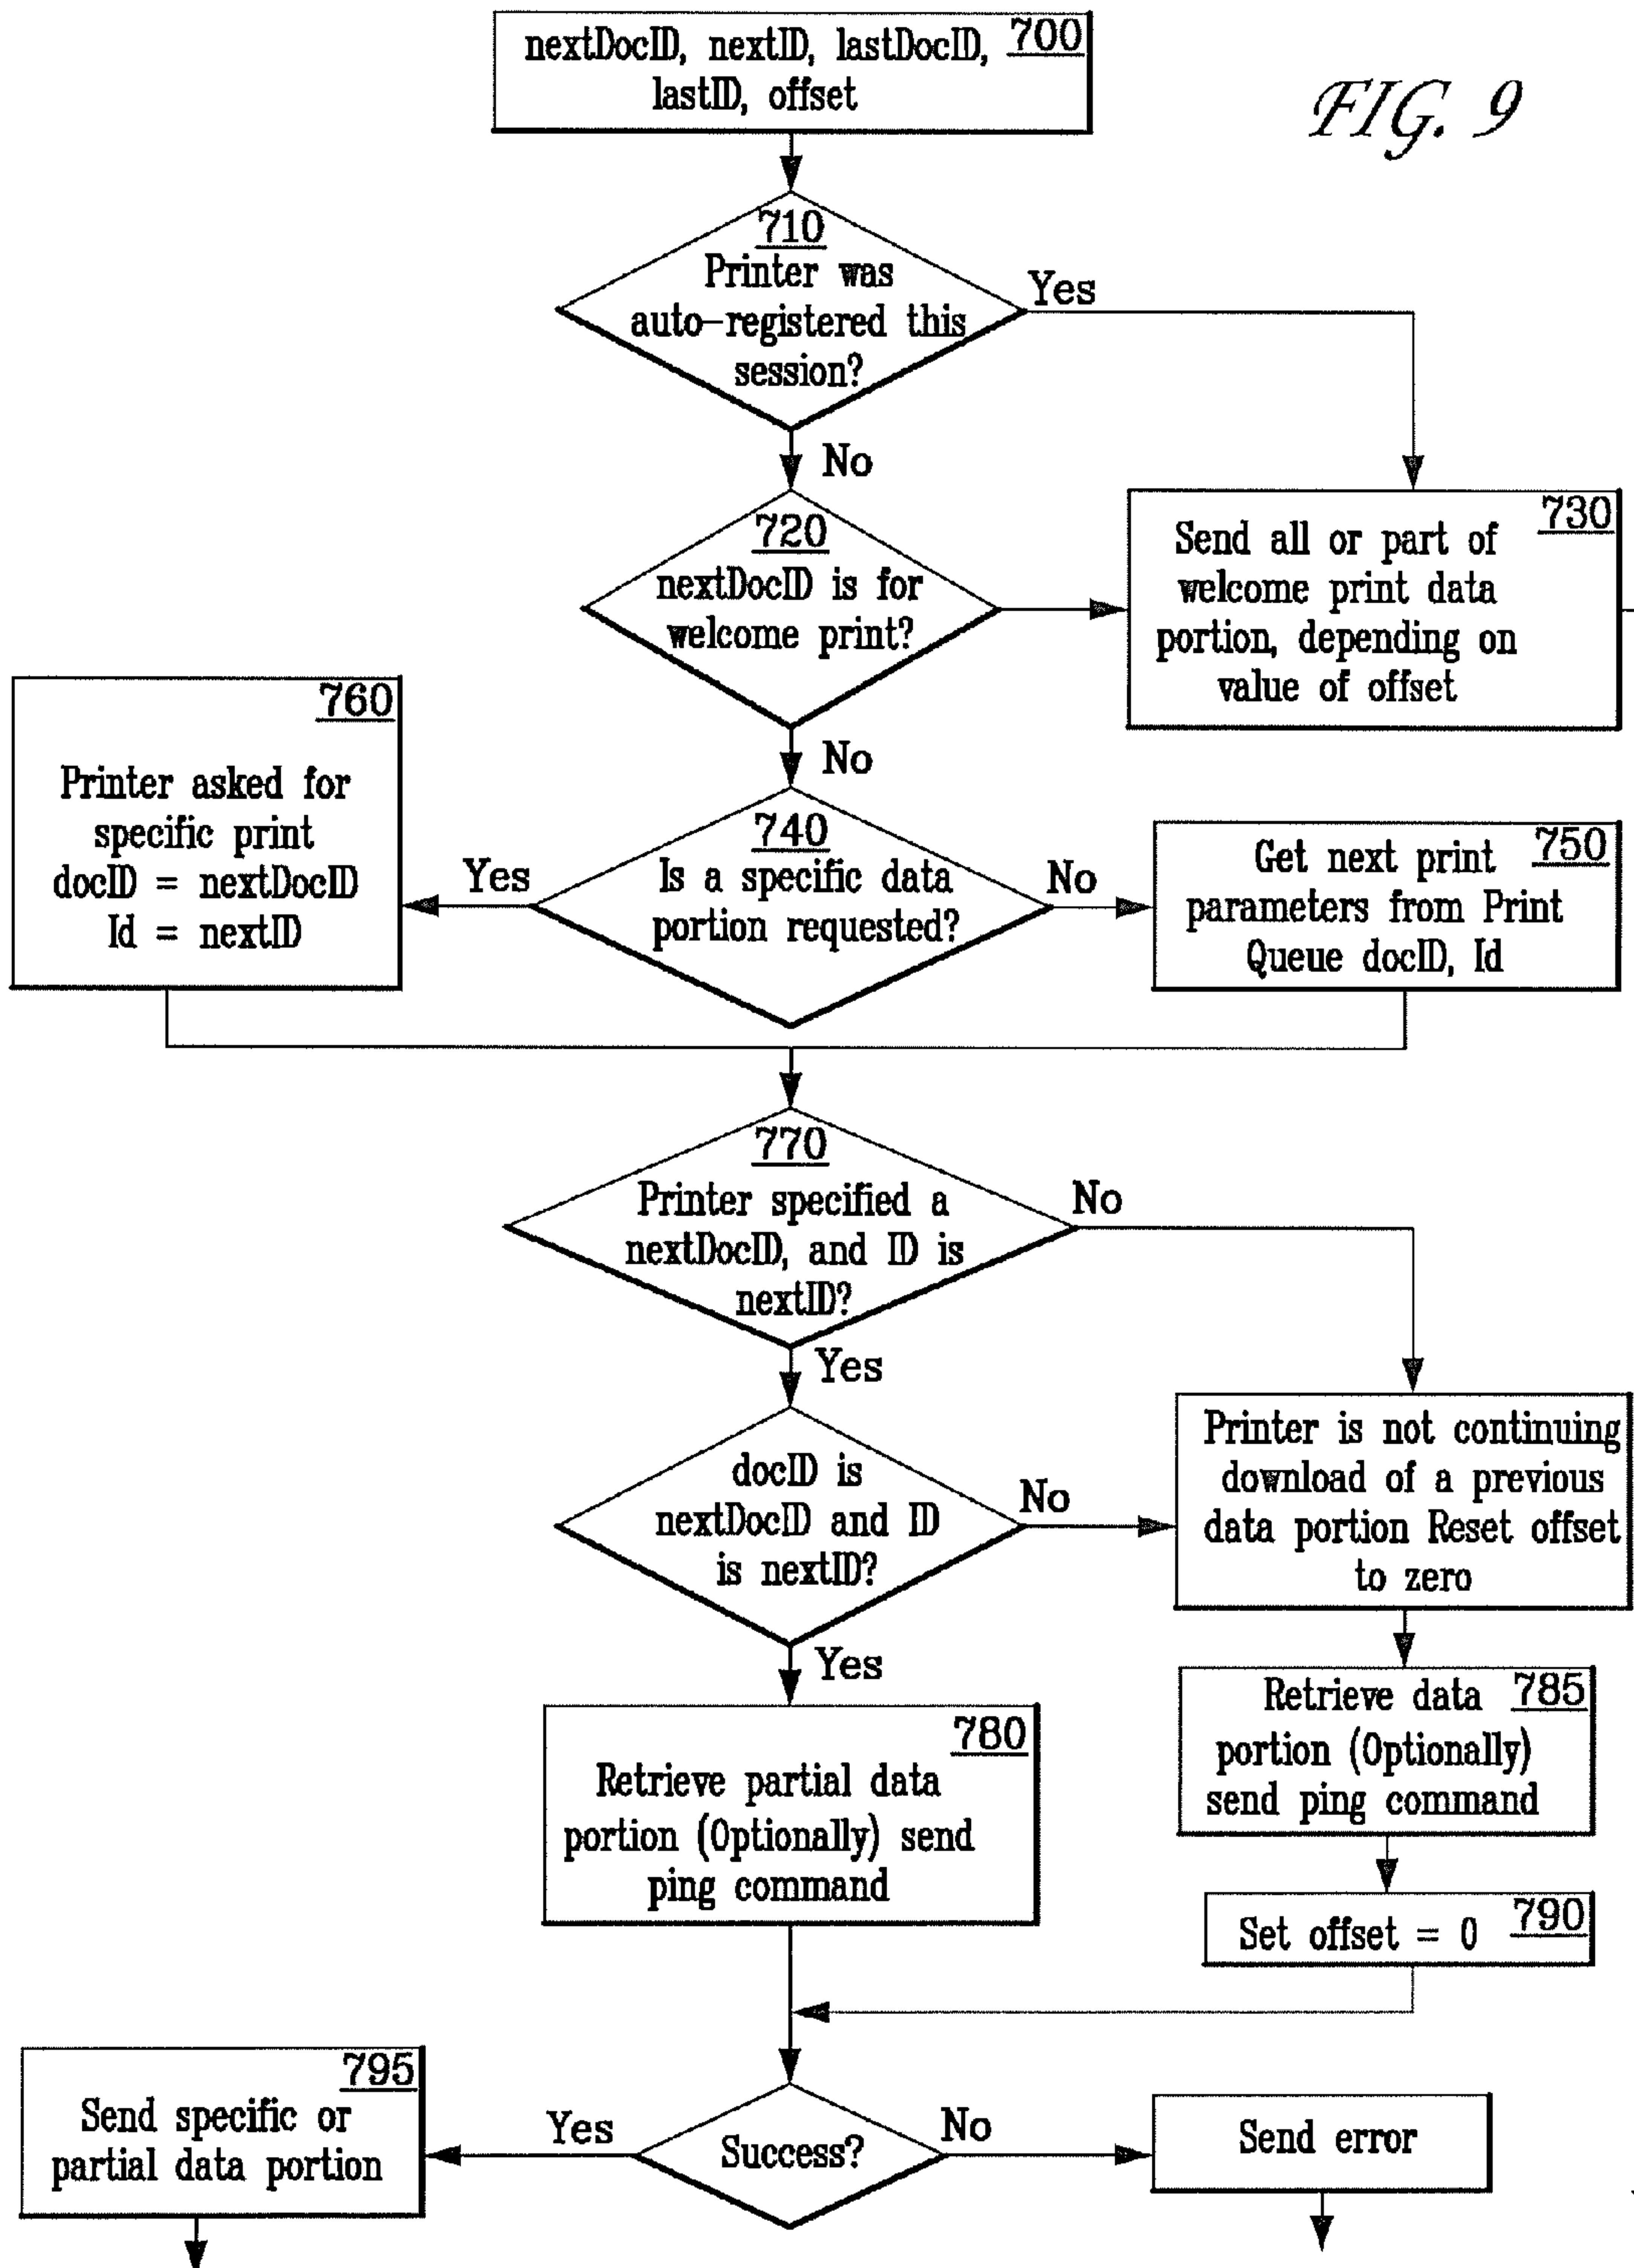 nextDocID, nextID, lastDocID, 700
lastID, offset
FIG. 9
710
Printer was
auto-registered this
session?
Yes
No
720
nextDocID is for
welcome print?
730
Send all or part of
welcome print data
portion, depending on
value of offset
No
760
Printer asked for
specific print
docID = nextDocID
Id = nextID
Yes
740
Is a specific data
portion requested?
No
Get next print 750
parameters from Print
Queue docID, Id
770
Printer specified a
nextDocID, and ID is
nextID?
No
Yes
docID is
nextDocID and ID
is nextID?
No
Printer is not continuing
download of a previous
data portion Reset offset
to zero
Yes
780
Retrieve partial data
portion (Optionally) send
ping command
Retrieve data 785
portion (Optionally)
send ping command
Set offset = 0 790
795
Send specific or
partial data portion
Yes
Success?
No
Send error